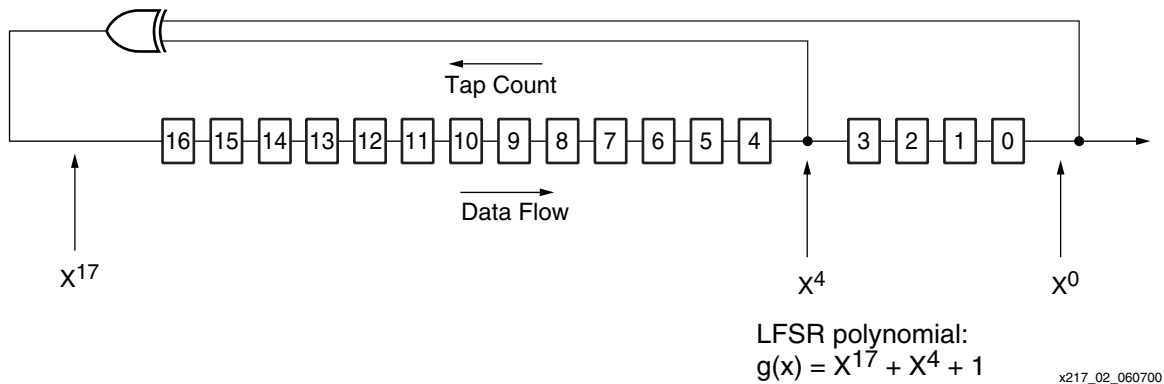 Tap Count
16 15 14 13 12 11 10 9 8 7 6 5 4 3 2 1 0
Data Flow
X17 X4 X0
LFSR polynomial:
g(x) = X17 + X4 + 1
x217_02_060700